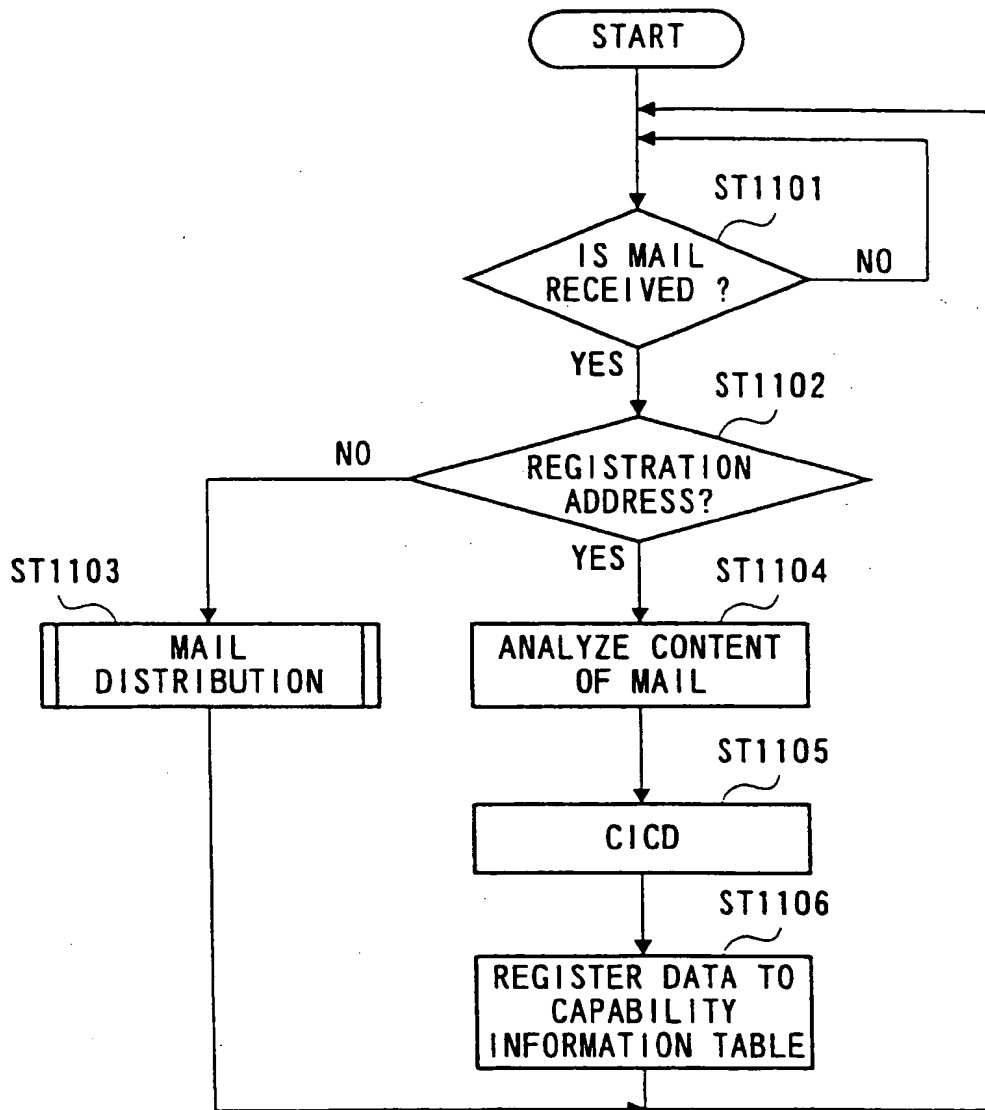 START
ST1101
IS MAIL
RECEIVED ?
NO
YES
ST1102
NO
REGISTRATION
ADDRESS?
YES
ST1103
ST1104
MAIL
DISTRIBUTION
ANALYZE CONTENT
OF MAIL
ST1105
CICD
ST1106
REGISTER DATA TO
CAPABILITY
INFORMATION TABLE